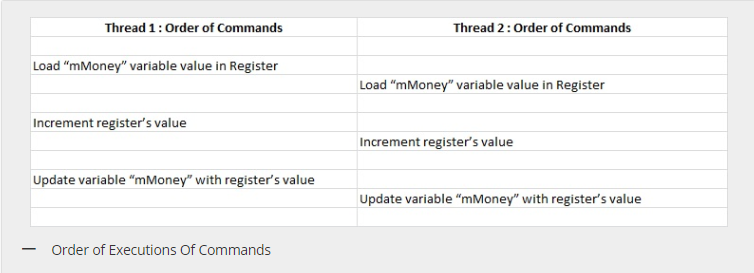 Thread 1 : Order of Commands
Thread 2 : Order of Commands
Load “mMoney” variable value in Register
Load “mMoney” variable value in Register
Increment register’s value
Increment register’s value
Update variable “mMoney” with register’s value
Update variable “mMoney” with register’s value
— Order of Executions Of Commands